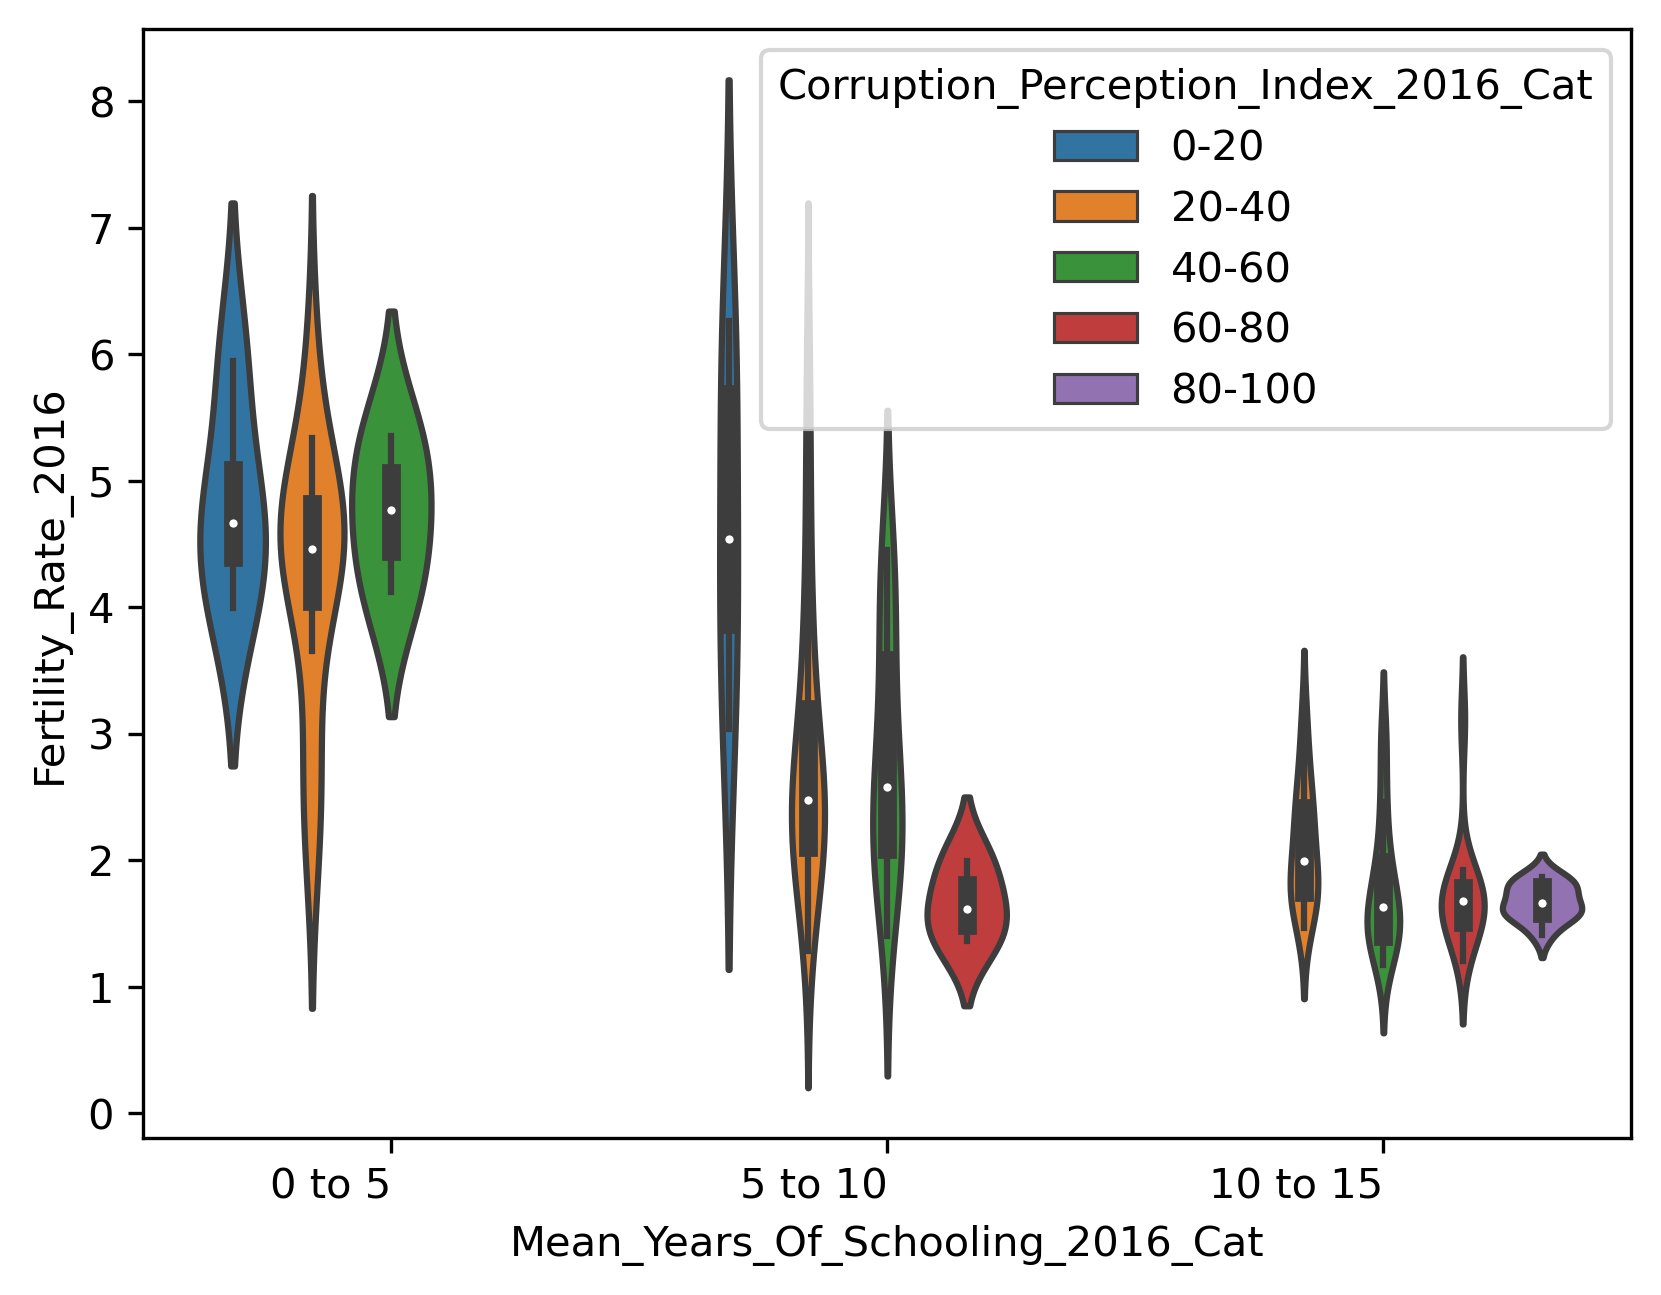 Corruption_Perception_Index_2016_Cat
0-20
20-40
40-60
60-80
80-100
Fertility_Rate_2016
8
7
6
5
4
3
2
1
0
0 to 5
5 to 10
10 to 15
Mean_Years_Of_Schooling_2016_Cat